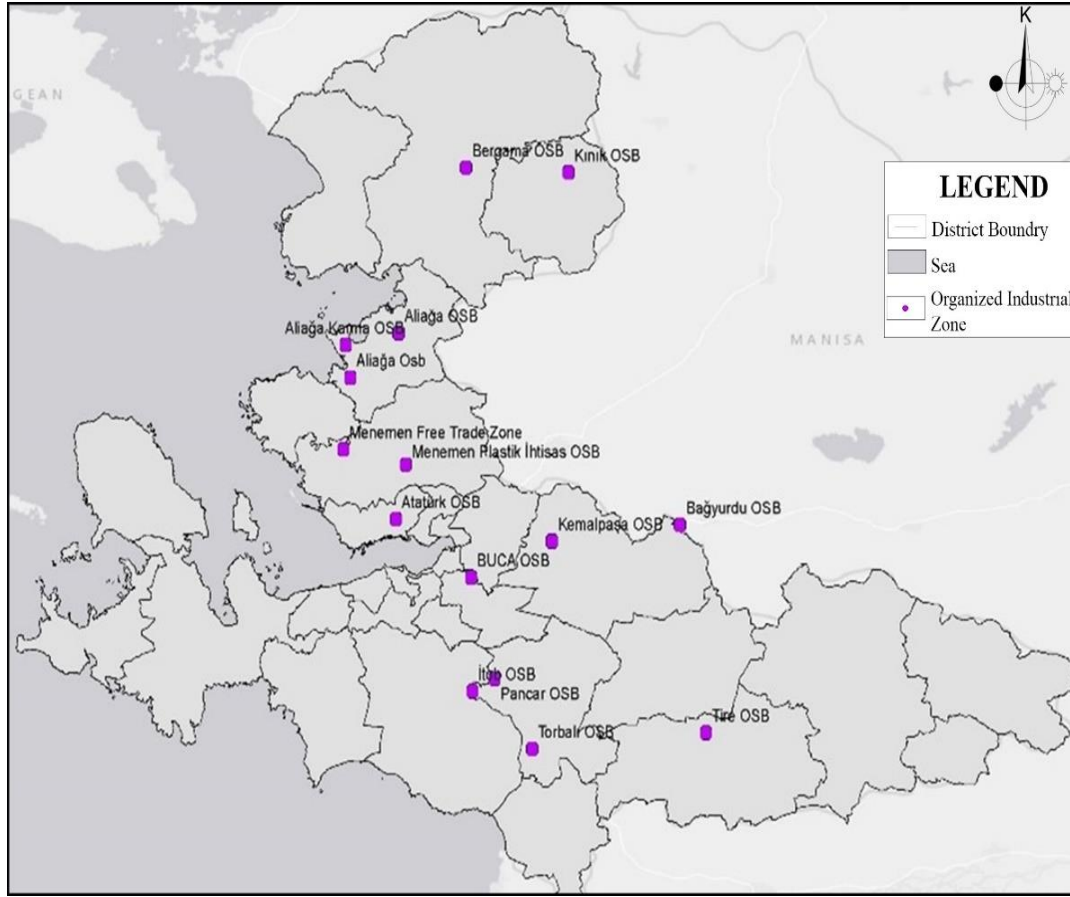 K
GEAN
Bergama OSB
Kınık OSB
LEGEND
District Boundry
Sea
Organized Industrial
Zone
Aliağa OSB
Aliağa Karma OSB
MANISA
Aliağa Osb
Menemen Free Trade Zone
Menemen Plastik İhtisas OSB
Atatürk OSB
Bağyurdu OSB
Kemalpaşa OSB
BUCA OSB
İtob OSB
Pancar OSB
Tire OSB
Torbalı OSB